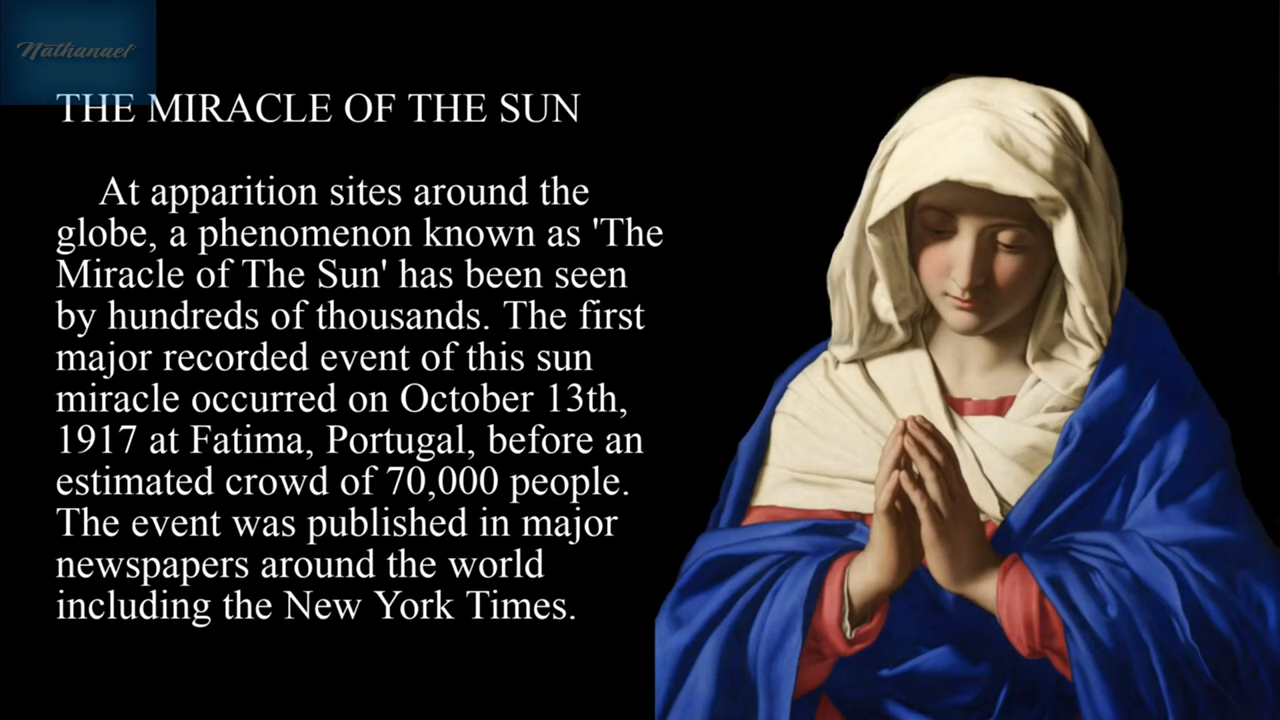 Nathanael
THE MIRACLE OF THE SUN
At apparition sites around the
globe, a phenomenon known as 'The
Miracle of The Sun' has been seen
by hundreds of thousands. The first
major recorded event of this sun
miracle occurred on October 13th,
1917 at Fatima, Portugal, before an
estimated crowd of 70,000 people.
The event was published in major
newspapers around the world
including the New York Times.